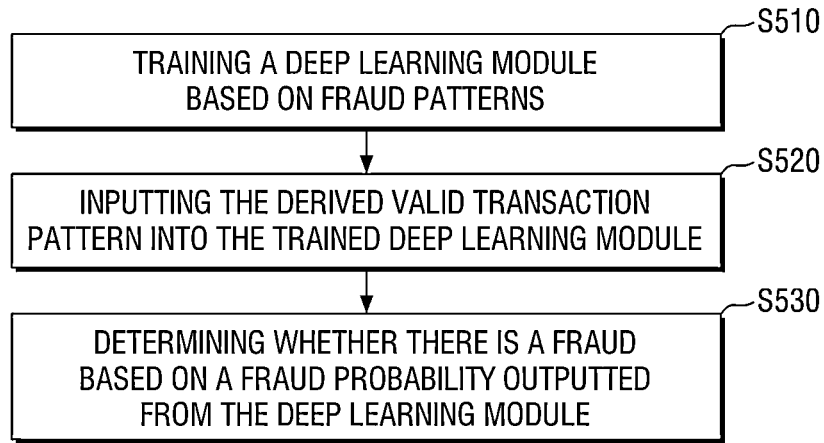 S510
TRAINING A DEEP LEARNING MODULE
BASED ON FRAUD PATTERNS
S520
INPUTTING THE DERIVED VALID TRANSACTION
PATTERN INTO THE TRAINED DEEP LEARNING MODULE
S530
DETERMINING WHETHER THERE IS A FRAUD
BASED ON A FRAUD PROBABILITY OUTPUTTED
FROM THE DEEP LEARNING MODULE